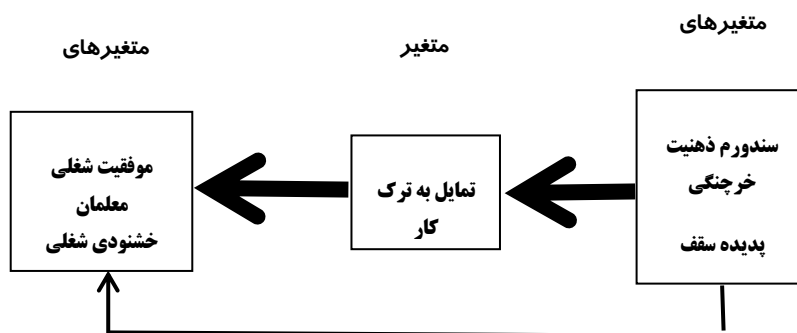 متغیرهای
متغیر
متغیرهای
سندورم ذهنیت
خرچنگی
پدیده سقف
تمایل به ترک
کار
موفقیت شغلی
معلمان
خشنودی شغلی